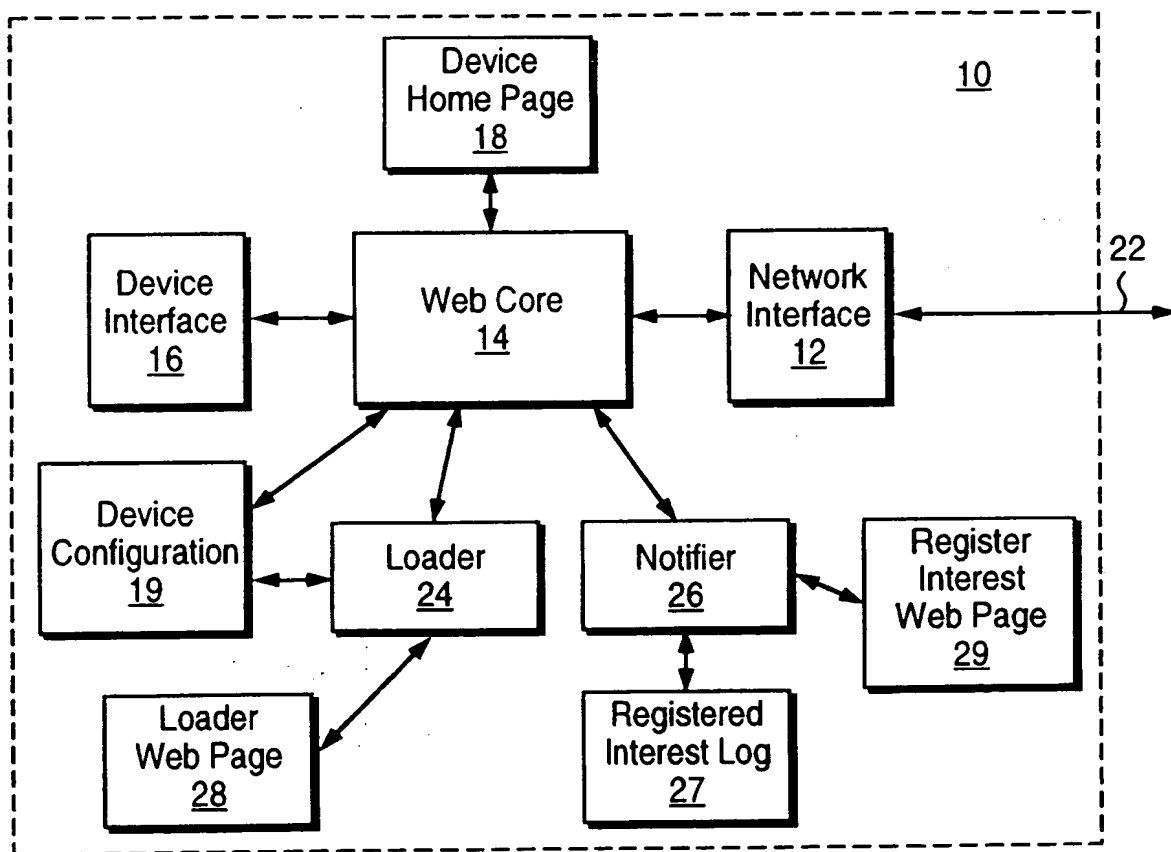 Device
Home Page
18
10
Device
Interface
16
Web Core
14
Network
Interface
12
22
Device
Configuration
19
Loader
24
Notifier
26
Register
Interest
Web Page
29
Loader
Web Page
28
Registered
Interest Log
27